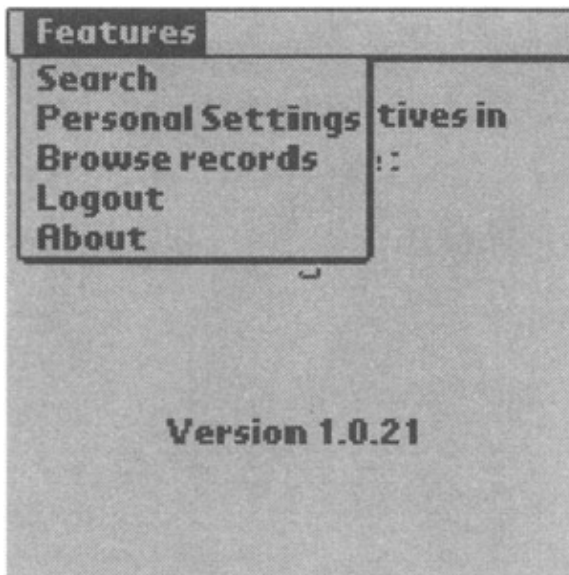 Features
Search
Personal Settings
tives in
Browse records
Logout
About
Version 1.0.21